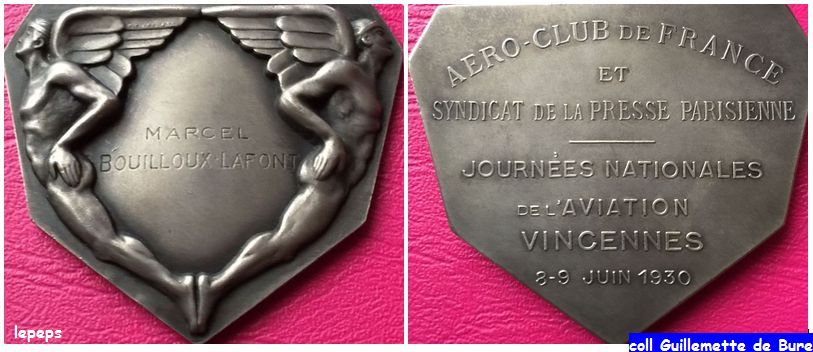 MARCEL
BOUILLOUX-LAFONT
lepeps
AERO-CLUB DE FRANCE
ET
SYNDICAT DE LA PRESSE PARISIENNE
JOURNÉES NATIONALES
DE L'AVIATION
VINCENNES
8-9 JUIN 1930
coll Guillemette de Bure